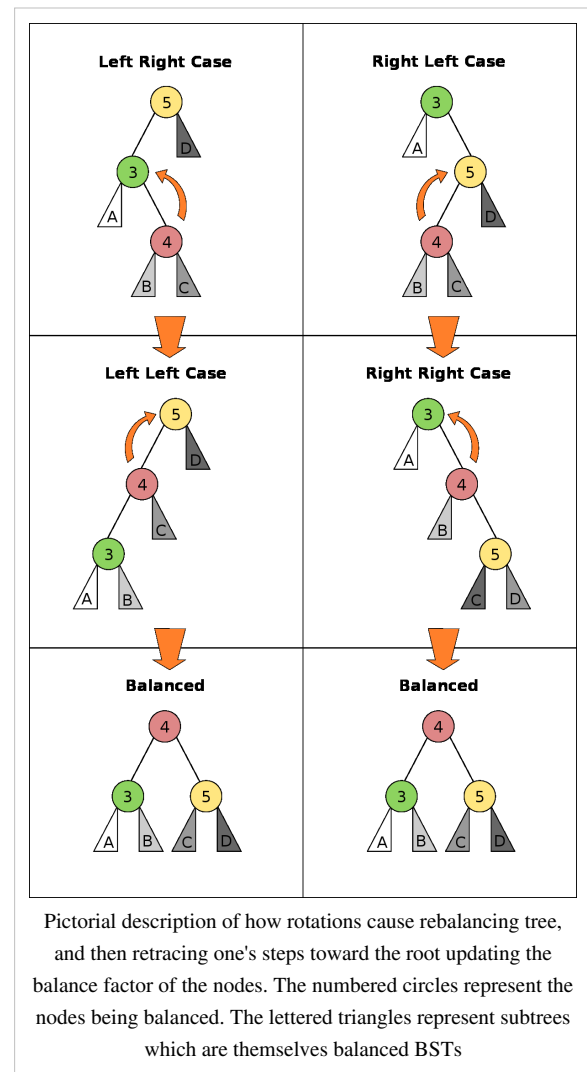 Left Right Case
5
D
3
A
4
B C
Right Left Case
3
A
5
D
4
B C
Left Left Case
5
D
4
C
3
A B
Right Right Case
3
A
4
B
5
C D
Balanced
4
3 5
A B C D
Balanced
4
3 5
A B C D
Pictorial description of how rotations cause rebalancing tree,
and then retracing one's steps toward the root updating the
balance factor of the nodes. The numbered circles represent the
nodes being balanced. The lettered triangles represent subtrees
which are themselves balanced BSTs